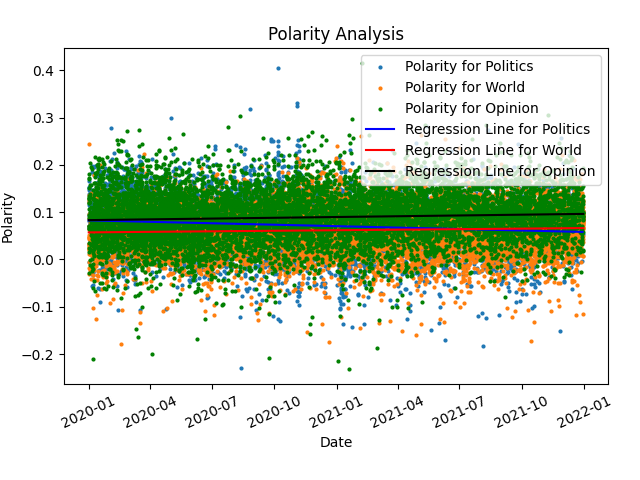 Polarity Analysis
Polarity for Politics
Polarity for World
Polarity for Opinion
Regression Line for Politics
Regression Line for World
Regression Line for Opinion
Polarity
0.4
0.3
0.2
0.1
0.0
−0.1
−0.2
2020-01
2020-04
2020-07
2020-10
2021-01
2021-04
2021-07
2021-10
2022-01
Date